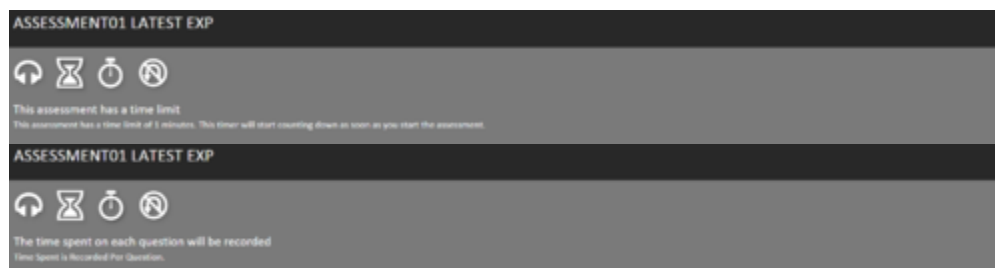 ASSESSMENT01 LATEST EXP
This assessment has a time limit
This assessment has a time limit of 1 minutes. This timer will start counting down as soon as you start the assessment.
ASSESSMENT01 LATEST EXP
The time spent on each question will be recorded
Time Spent is Recorded Per Question.